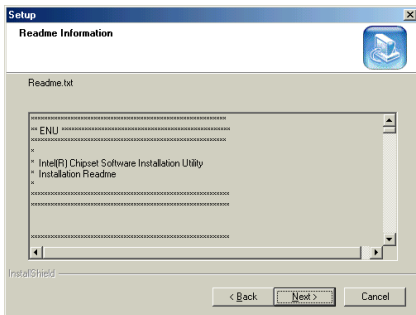 Setup
Readme Information
Readme.txt
** ENU **********************************************************
*
* Intel(R) Chipset Software Installation Utility
* Installation Readme
*
InstallShield
< Back
Next >
Cancel